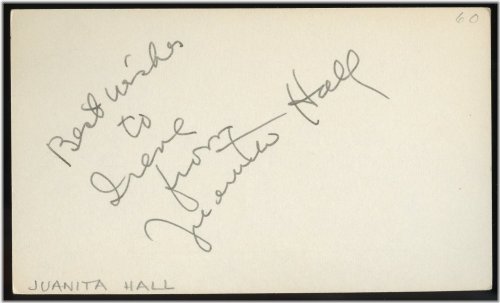 60
Best wishes
to
Irene
from
Juanita Hall
JUANITA HALL